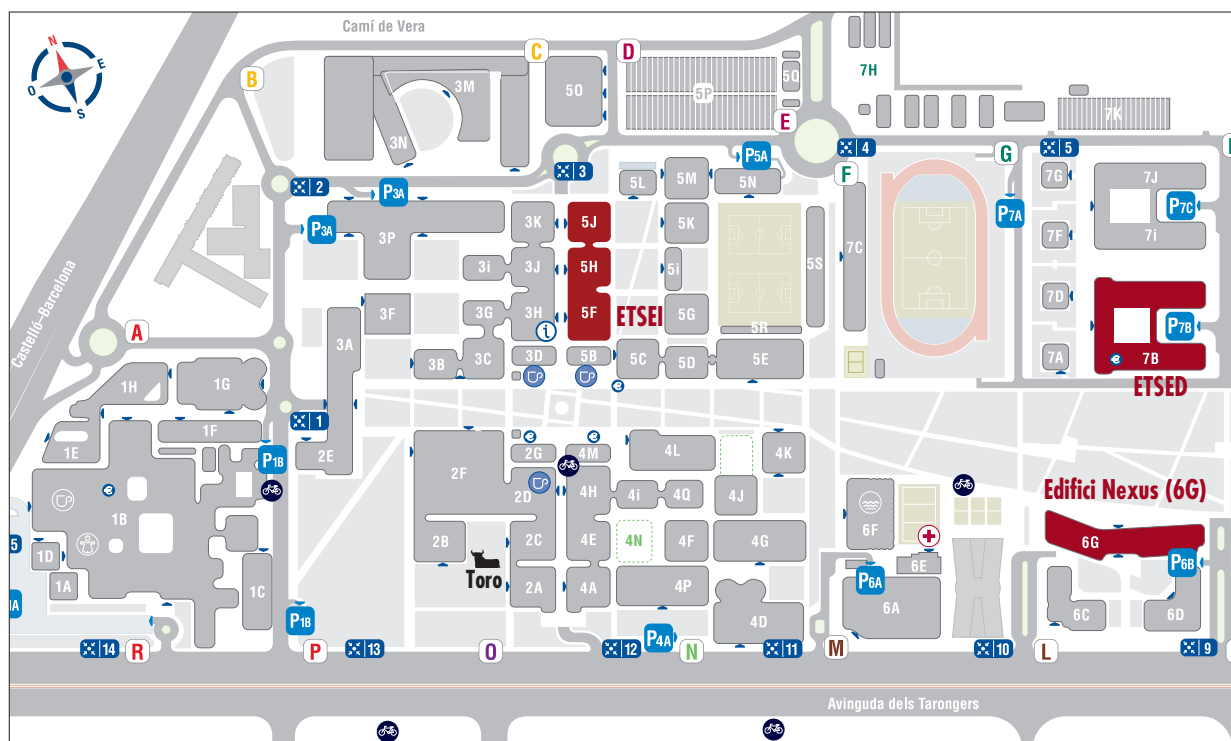 Camí de Vera
N
E
S
O
B
C
D
3M
5O
5P
5Q
7H
3N
E
7K
4
G
5
3
P5A
F
2
P3A
5L
5M
5N
7G
7J
P7A
P7C
P3A
3K
5J
5K
3P
5S
7C
7F
7i
3i
3J
5H
5i
7D
3G
3H
5F
ETSEI
5G
3F
5R
P7B
A
3A
3B
3C
3D
5B
5C
5D
5E
7A
7B
Castelló-Barcelona
ETSED
1H
1G
1
1F
1E
2E
P1B
2G
4M
4L
4K
2F
2D
4H
4i
4Q
4J
Edifici Nexus (6G)
1B
6F
5
1D
2B
2C
4E
4N
4F
4G
6G
6E
P6B
Toro
1A
1C
2A
4A
4P
P6A
6A
6C
6D
1A
P1B
4D
P4A
14
R
P
13
O
12
N
11
M
10
L
9
Avinguda dels Tarongers